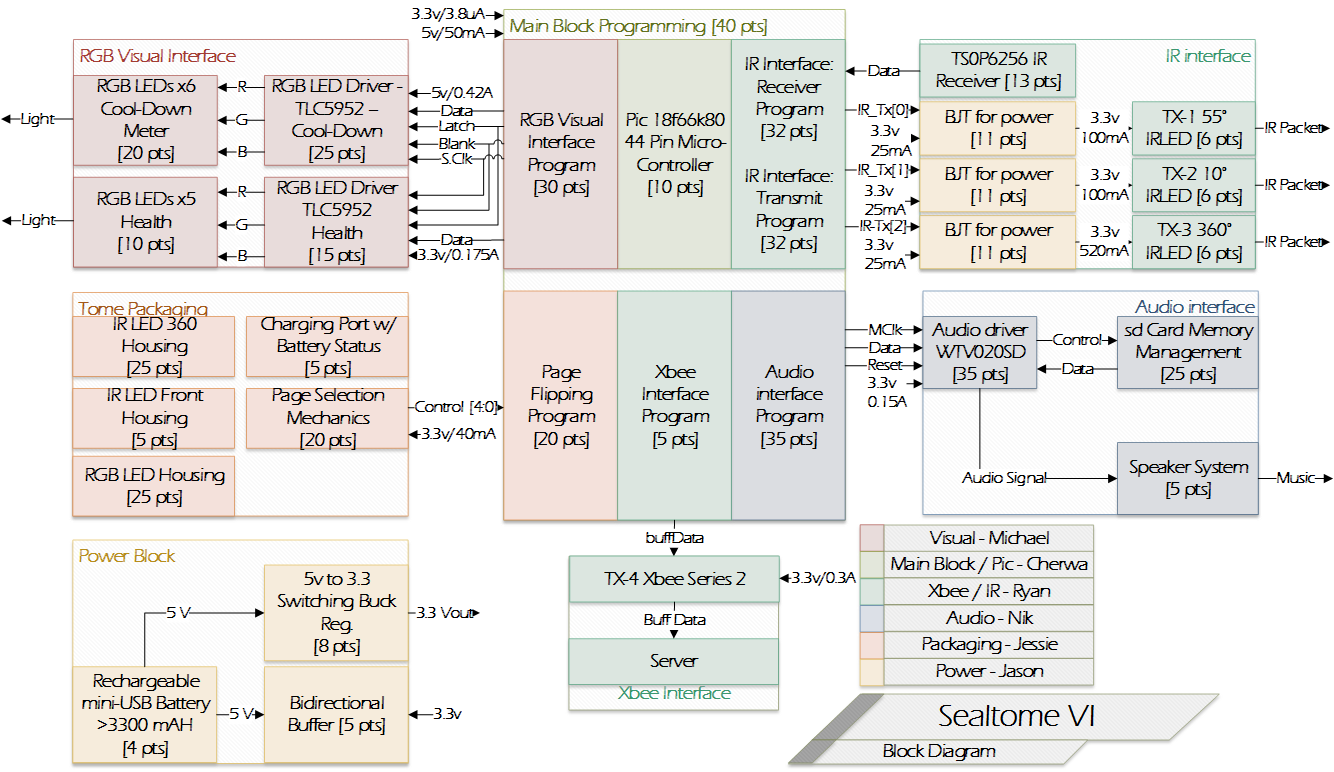 3.3v/3.8uA
5v/50mA
Main Block Programming [40 pts]
RGB Visual Interface
RGB LEDs x6
Cool-Down
Meter
[20 pts]
R
G
B
RGB LED Driver -
TLC5952 –
Cool-Down
[25 pts]
5v/0.42A
Data
Latch
Blank
S.Clk
Light
RGB LEDs x5
Health
[10 pts]
R
G
B
RGB LED Driver
TLC5952
Health
[15 pts]
Data
3.3v/0.175A
Light
RGB Visual
Interface
Program
[30 pts]
Pic 18f66k80
44 Pin Micro-
Controller
[10 pts]
IR Interface:
Receiver
Program
[32 pts]
IR Interface:
Transmit
Program
[32 pts]
IR interface
Data
TS0P6256 IR
Receiver [13 pts]
IR_Tx[0]
3.3v
25mA
BJT for power
[11 pts]
3.3v
100mA
TX-1 55°
IRLED [6 pts]
IR Packet
IR_Tx[1]
3.3v
25mA
BJT for power
[11 pts]
3.3v
100mA
TX-2 10°
IRLED [6 pts]
IR Packet
IR-Tx[2]
3.3v
25mA
BJT for power
[11 pts]
3.3v
520mA
TX-3 360°
IRLED [6 pts]
IR Packet
Tome Packaging
IR LED 360
Housing
[25 pts]
Charging Port w/
Battery Status
[5 pts]
IR LED Front
Housing
[5 pts]
Page Selection
Mechanics
[20 pts]
RGB LED Housing
[25 pts]
Control [4:0]
3.3v/40mA
Page
Flipping
Program
[20 pts]
Xbee
Interface
Program
[5 pts]
Audio
interface
Program
[35 pts]
Audio interface
MClk
Data
Reset
3.3v
0.15A
Audio driver
WTV020SD
[35 pts]
Control
Data
sd Card Memory
Management
[25 pts]
Audio Signal
Speaker System
[5 pts]
Music
Power Block
5 V
5v to 3.3
Switching Buck
Reg.
[8 pts]
3.3 Vout
Rechargeable
mini-USB Battery
>3300 mAH
[4 pts]
5 V
Bidirectional
Buffer [5 pts]
3.3v
buffData
TX-4 Xbee Series 2
3.3v/0.3A
Buff Data
Server
Xbee Interface
Visual - Michael
Main Block / Pic - Cherwa
Xbee / IR - Ryan
Audio - Nik
Packaging - Jessie
Power - Jason
Sealtome VI
Block Diagram